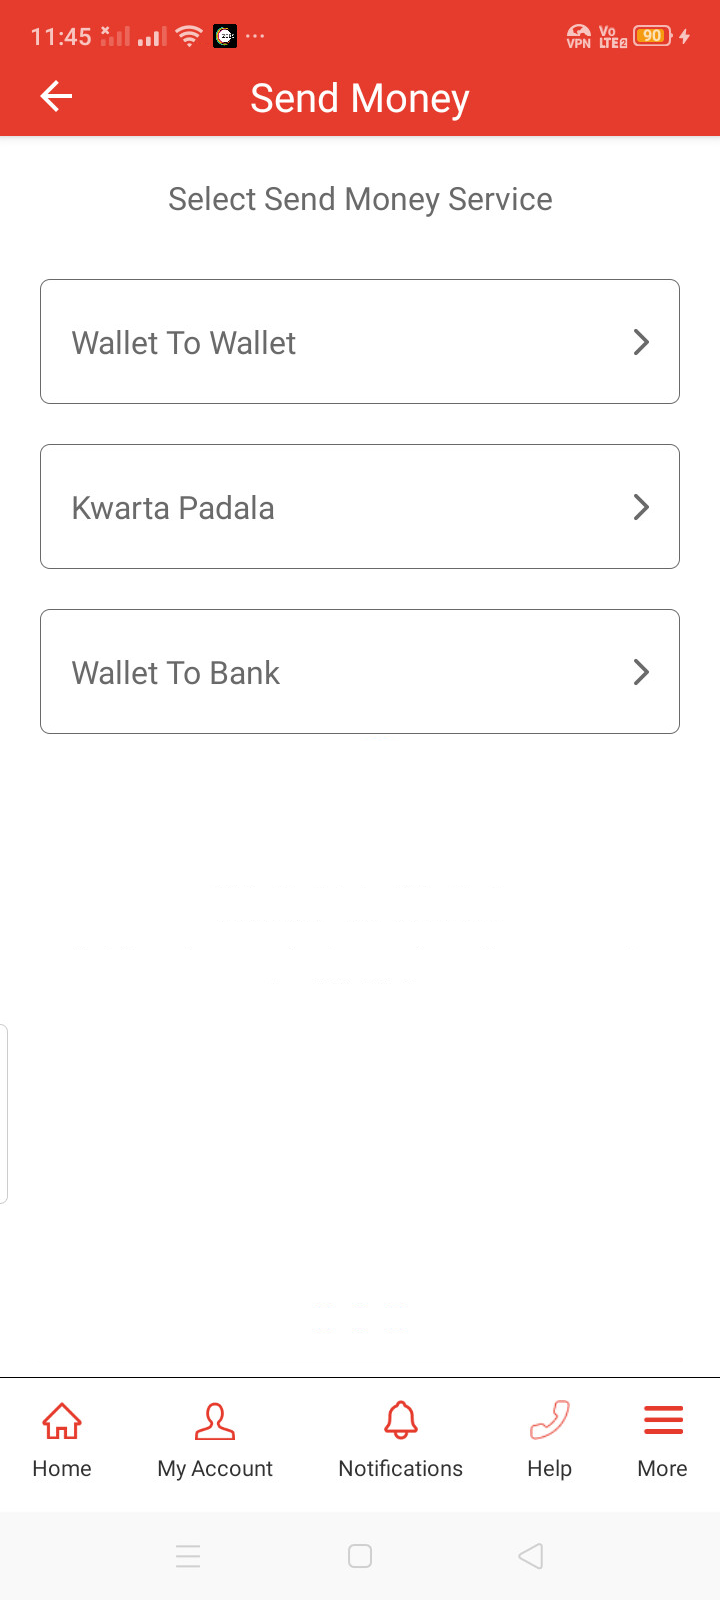 11:45
VPN
Vo
LTE2
90
Send Money
Select Send Money Service
Wallet To Wallet
Kwarta Padala
Wallet To Bank
Home
My Account
Notifications
Help
More